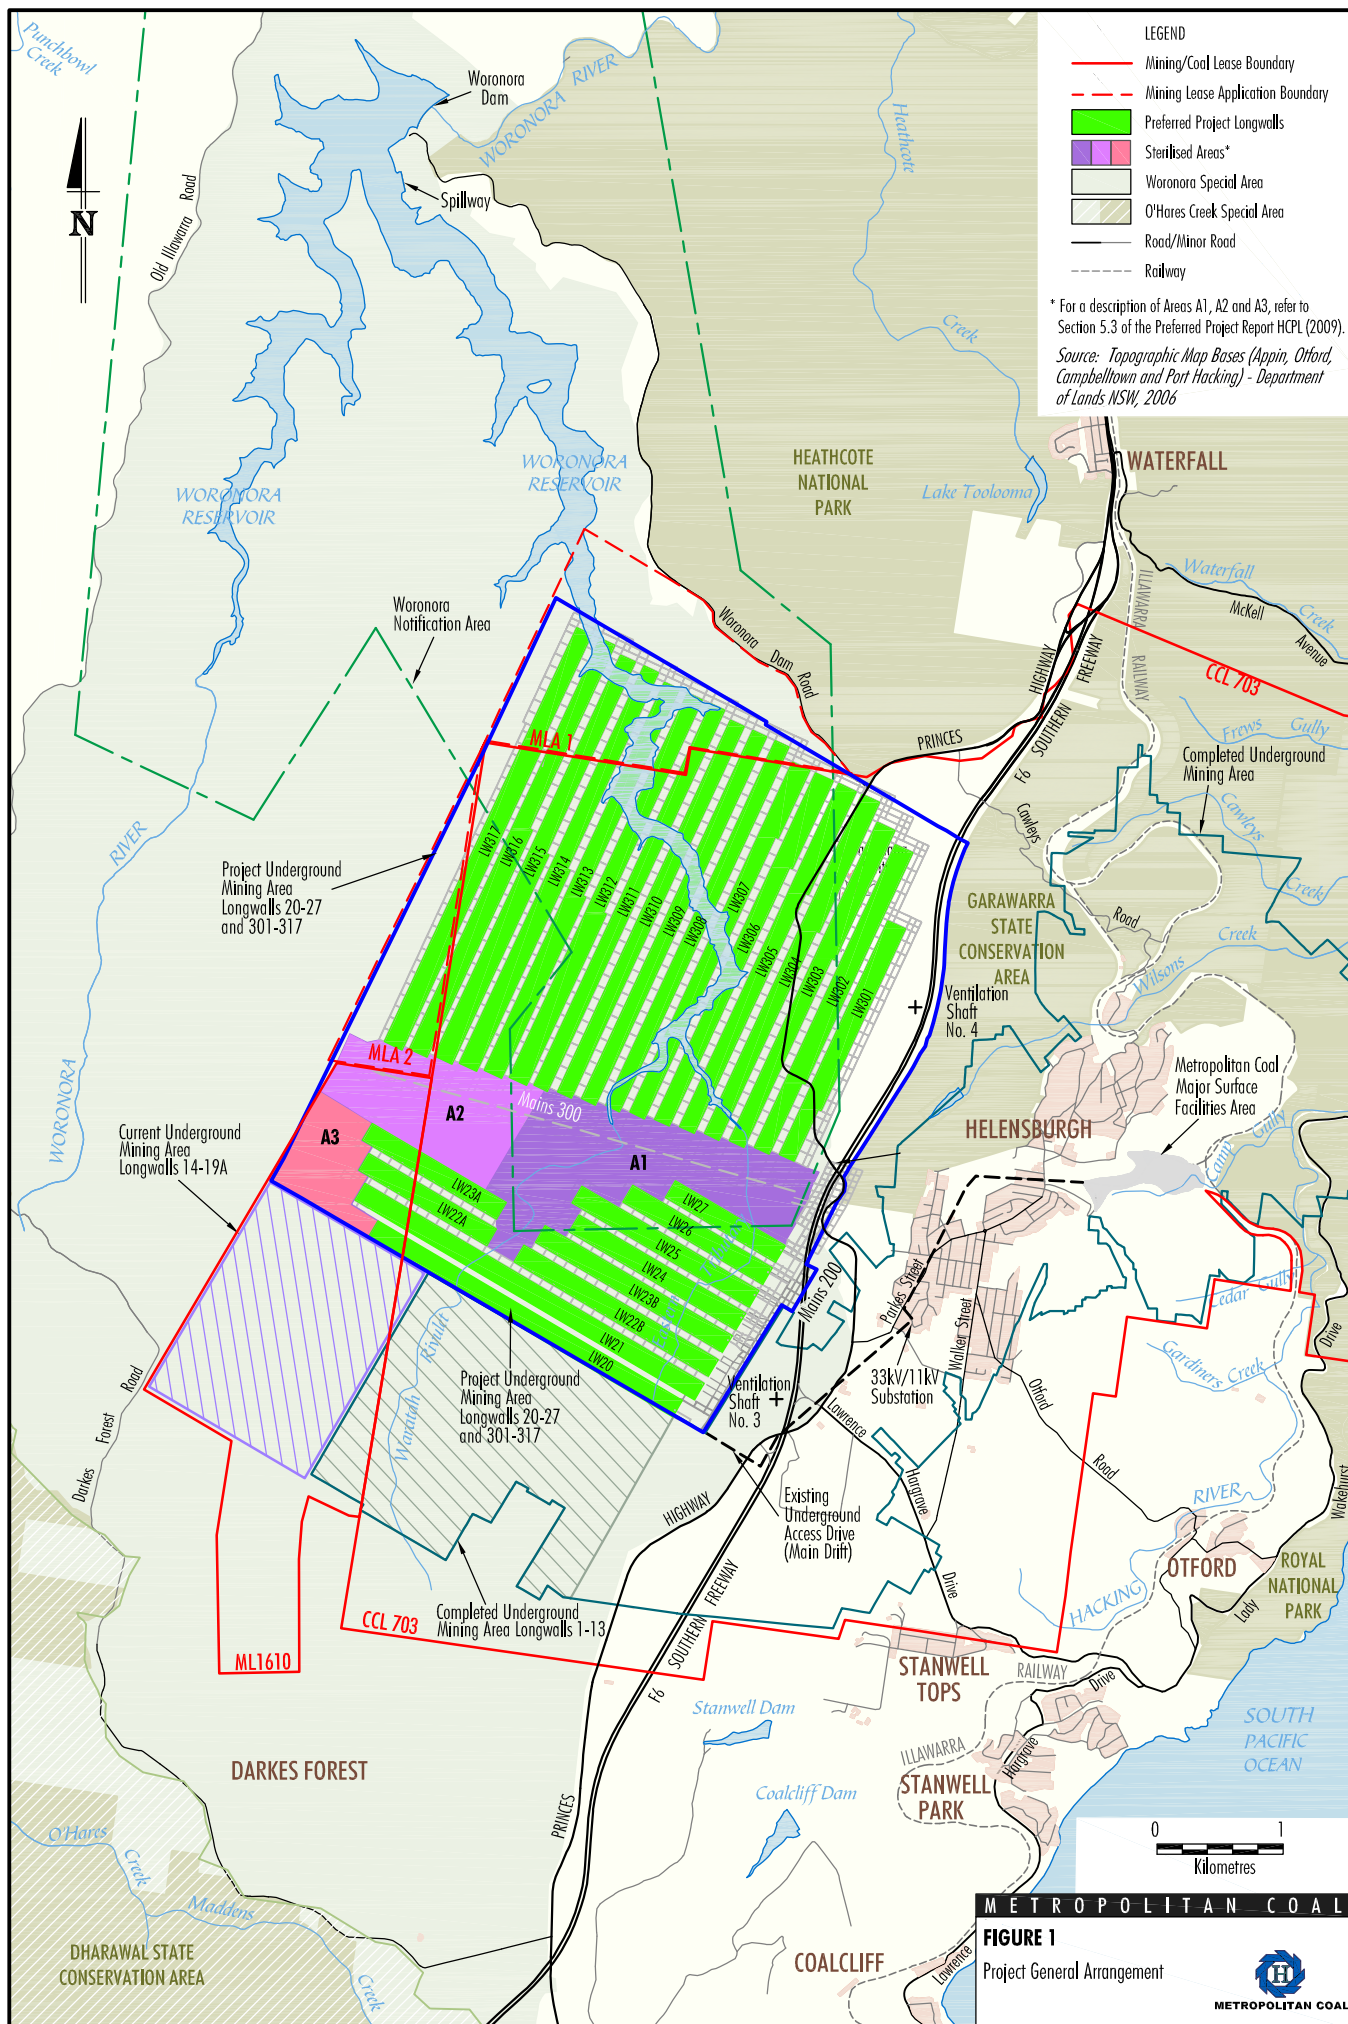 Punchbowl
Creek
Woronora
Dam
WORONORA RIVER
Heathcote
Creek
Old Illawarra Road
N
Spillway
LEGEND
Mining/Coal Lease Boundary
Mining Lease Application Boundary
Preferred Project Longwalls
Sterilised Areas*
Woronora Special Area
O'Hares Creek Special Area
Road/Minor Road
Railway
* For a description of Areas A1, A2 and A3, refer to
Section 5.3 of the Preferred Project Report HCPL (2009).
Source: Topographic Map Bases (Appin, Otford,
Campbelltown and Port Hacking) - Department
of Lands NSW, 2006
WORONORA
RESERVOIR
WORONORA
RESERVOIR
HEATHCOTE
NATIONAL
PARK
Lake Toolooma
WATERFALL
Waterfall
Creek
McKell
Avenue
ILLAWARRA
RAILWAY
Woronora
Notification Area
Woronora Dam Road
HIGHWAY
FREEWAY
PRINCES
F6 SOUTHERN
CCL 703
Frews Gully
Completed Underground
Mining Area
Cawleys
Creek
Cawleys
Road
MLA 1
RIVER
Project Underground
Mining Area
Longwalls 20-27
and 301-317
LW317
LW316
LW315
LW314
LW313
LW312
LW311
LW310
LW309
LW308
LW307
LW306
LW305
LW304
LW303
LW302
LW301
GARAWARRA
STATE
CONSERVATION
AREA
Wilsons
Creek
Ventilation
Shaft
No. 4
WORONORA
MLA 2
A2
Mains 300
A3
A1
Metropolitan Coal
Major Surface
Facilities Area
HELENSBURGH
Camp Gully
Current Underground
Mining Area
Longwalls 14-19A
LW23A
LW22A
LW27
LW26
LW25
LW24
LW23B
LW22B
LW21
LW20
Mains 200
Parkes Street
Walker Street
Cedar Gully
Drive
Gardiners Creek
Waratah Rivulet
Project Underground
Mining Area
Longwalls 20-27
and 301-317
Ventilation
Shaft
No. 3
33kV/11kV
Substation
Lawrence
Hargrave
Drive
Otford
Road
Darkes Forest Road
HIGHWAY
Existing
Underground
Access Drive
(Main Drift)
RIVER
HACKING
Wakehurst
OTFORD
ROYAL
NATIONAL
PARK
Lady
FREEWAY
SOUTHERN
F6
Completed Underground
Mining Area Longwalls 1-13
CCL 703
ML1610
STANWELL
TOPS
RAILWAY
Drive
Stanwell Dam
SOUTH
PACIFIC
OCEAN
ILLAWARRA
Hargrave
DARKES FOREST
STANWELL
PARK
Coalcliff Dam
PRINCES
0 1
Kilometres
O'Hares
Creek
Maddens
Creek
DHARAWAL STATE
CONSERVATION AREA
COALCLIFF
Lawrence
METROPOLITAN COAL
FIGURE 1
Project General Arrangement
H
METROPOLITAN COAL